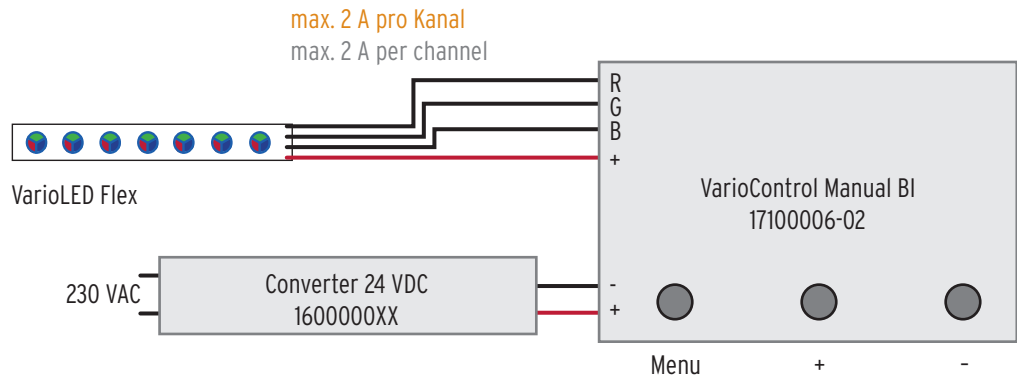 max. 2 A pro Kanal
max. 2 A per channel
R
G
B
+
VarioLED Flex
VarioControl Manual BI
17100006-02
230 VAC
Converter 24 VDC
1600000XX
-
+
Menu
+
-